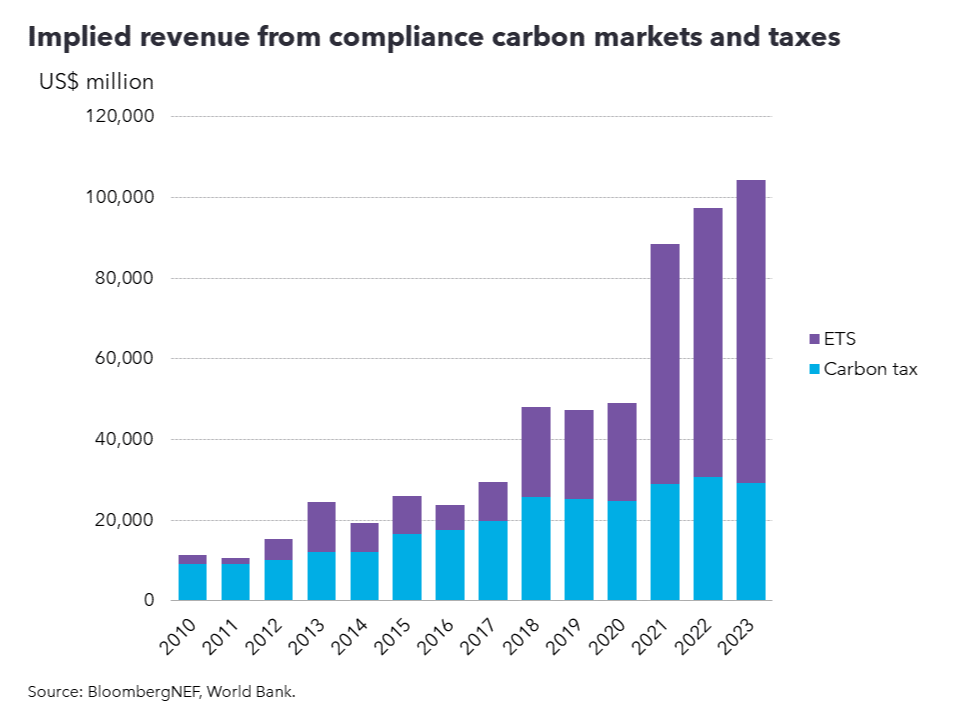 Implied revenue from compliance carbon markets and taxes
US$ million
120,000
100,000
80,000
60,000
40,000
20,000
0
2010 2011 2012 2013 2014 2015 2016 2017 2018 2019 2020 2021 2022 2023
ETS
Carbon tax
Source: BloombergNEF, World Bank.